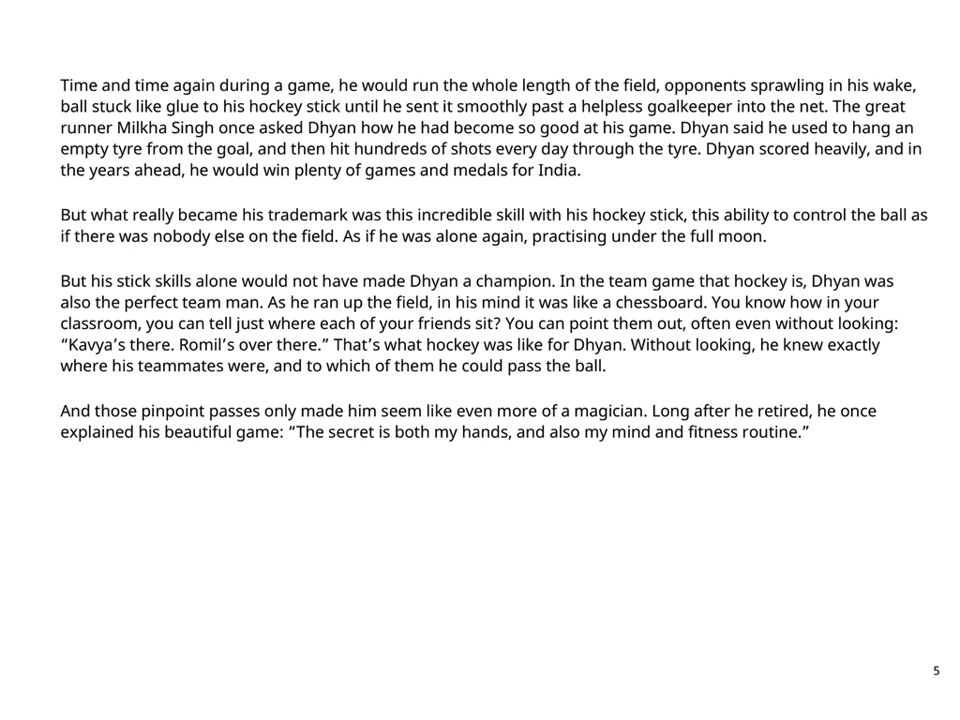 Time and time again during a game, he would run the whole length of the field, opponents sprawling in his wake,
ball stuck like glue to his hockey stick until he sent it smoothly past a helpless goalkeeper into the net. The great
runner Milkha Singh once asked Dhyan how he had become so good at his game. Dhyan said he used to hang an
empty tyre from the goal, and then hit hundreds of shots every day through the tyre. Dhyan scored heavily, and in
the years ahead, he would win plenty of games and medals for India.
But what really became his trademark was this incredible skill with his hockey stick, this ability to control the ball as
if there was nobody else on the field. As if he was alone again, practising under the full moon.
But his stick skills alone would not have made Dhyan a champion. In the team game that hockey is, Dhyan was
also the perfect team man. As he ran up the field, in his mind it was like a chessboard. You know how in your
classroom, you can tell just where each of your friends sit? You can point them out, often even without looking:
“Kavya’s there. Romil’s over there.” That’s what hockey was like for Dhyan. Without looking, he knew exactly
where his teammates were, and to which of them he could pass the ball.
And those pinpoint passes only made him seem like even more of a magician. Long after he retired, he once
explained his beautiful game: “The secret is both my hands, and also my mind and fitness routine.”
5